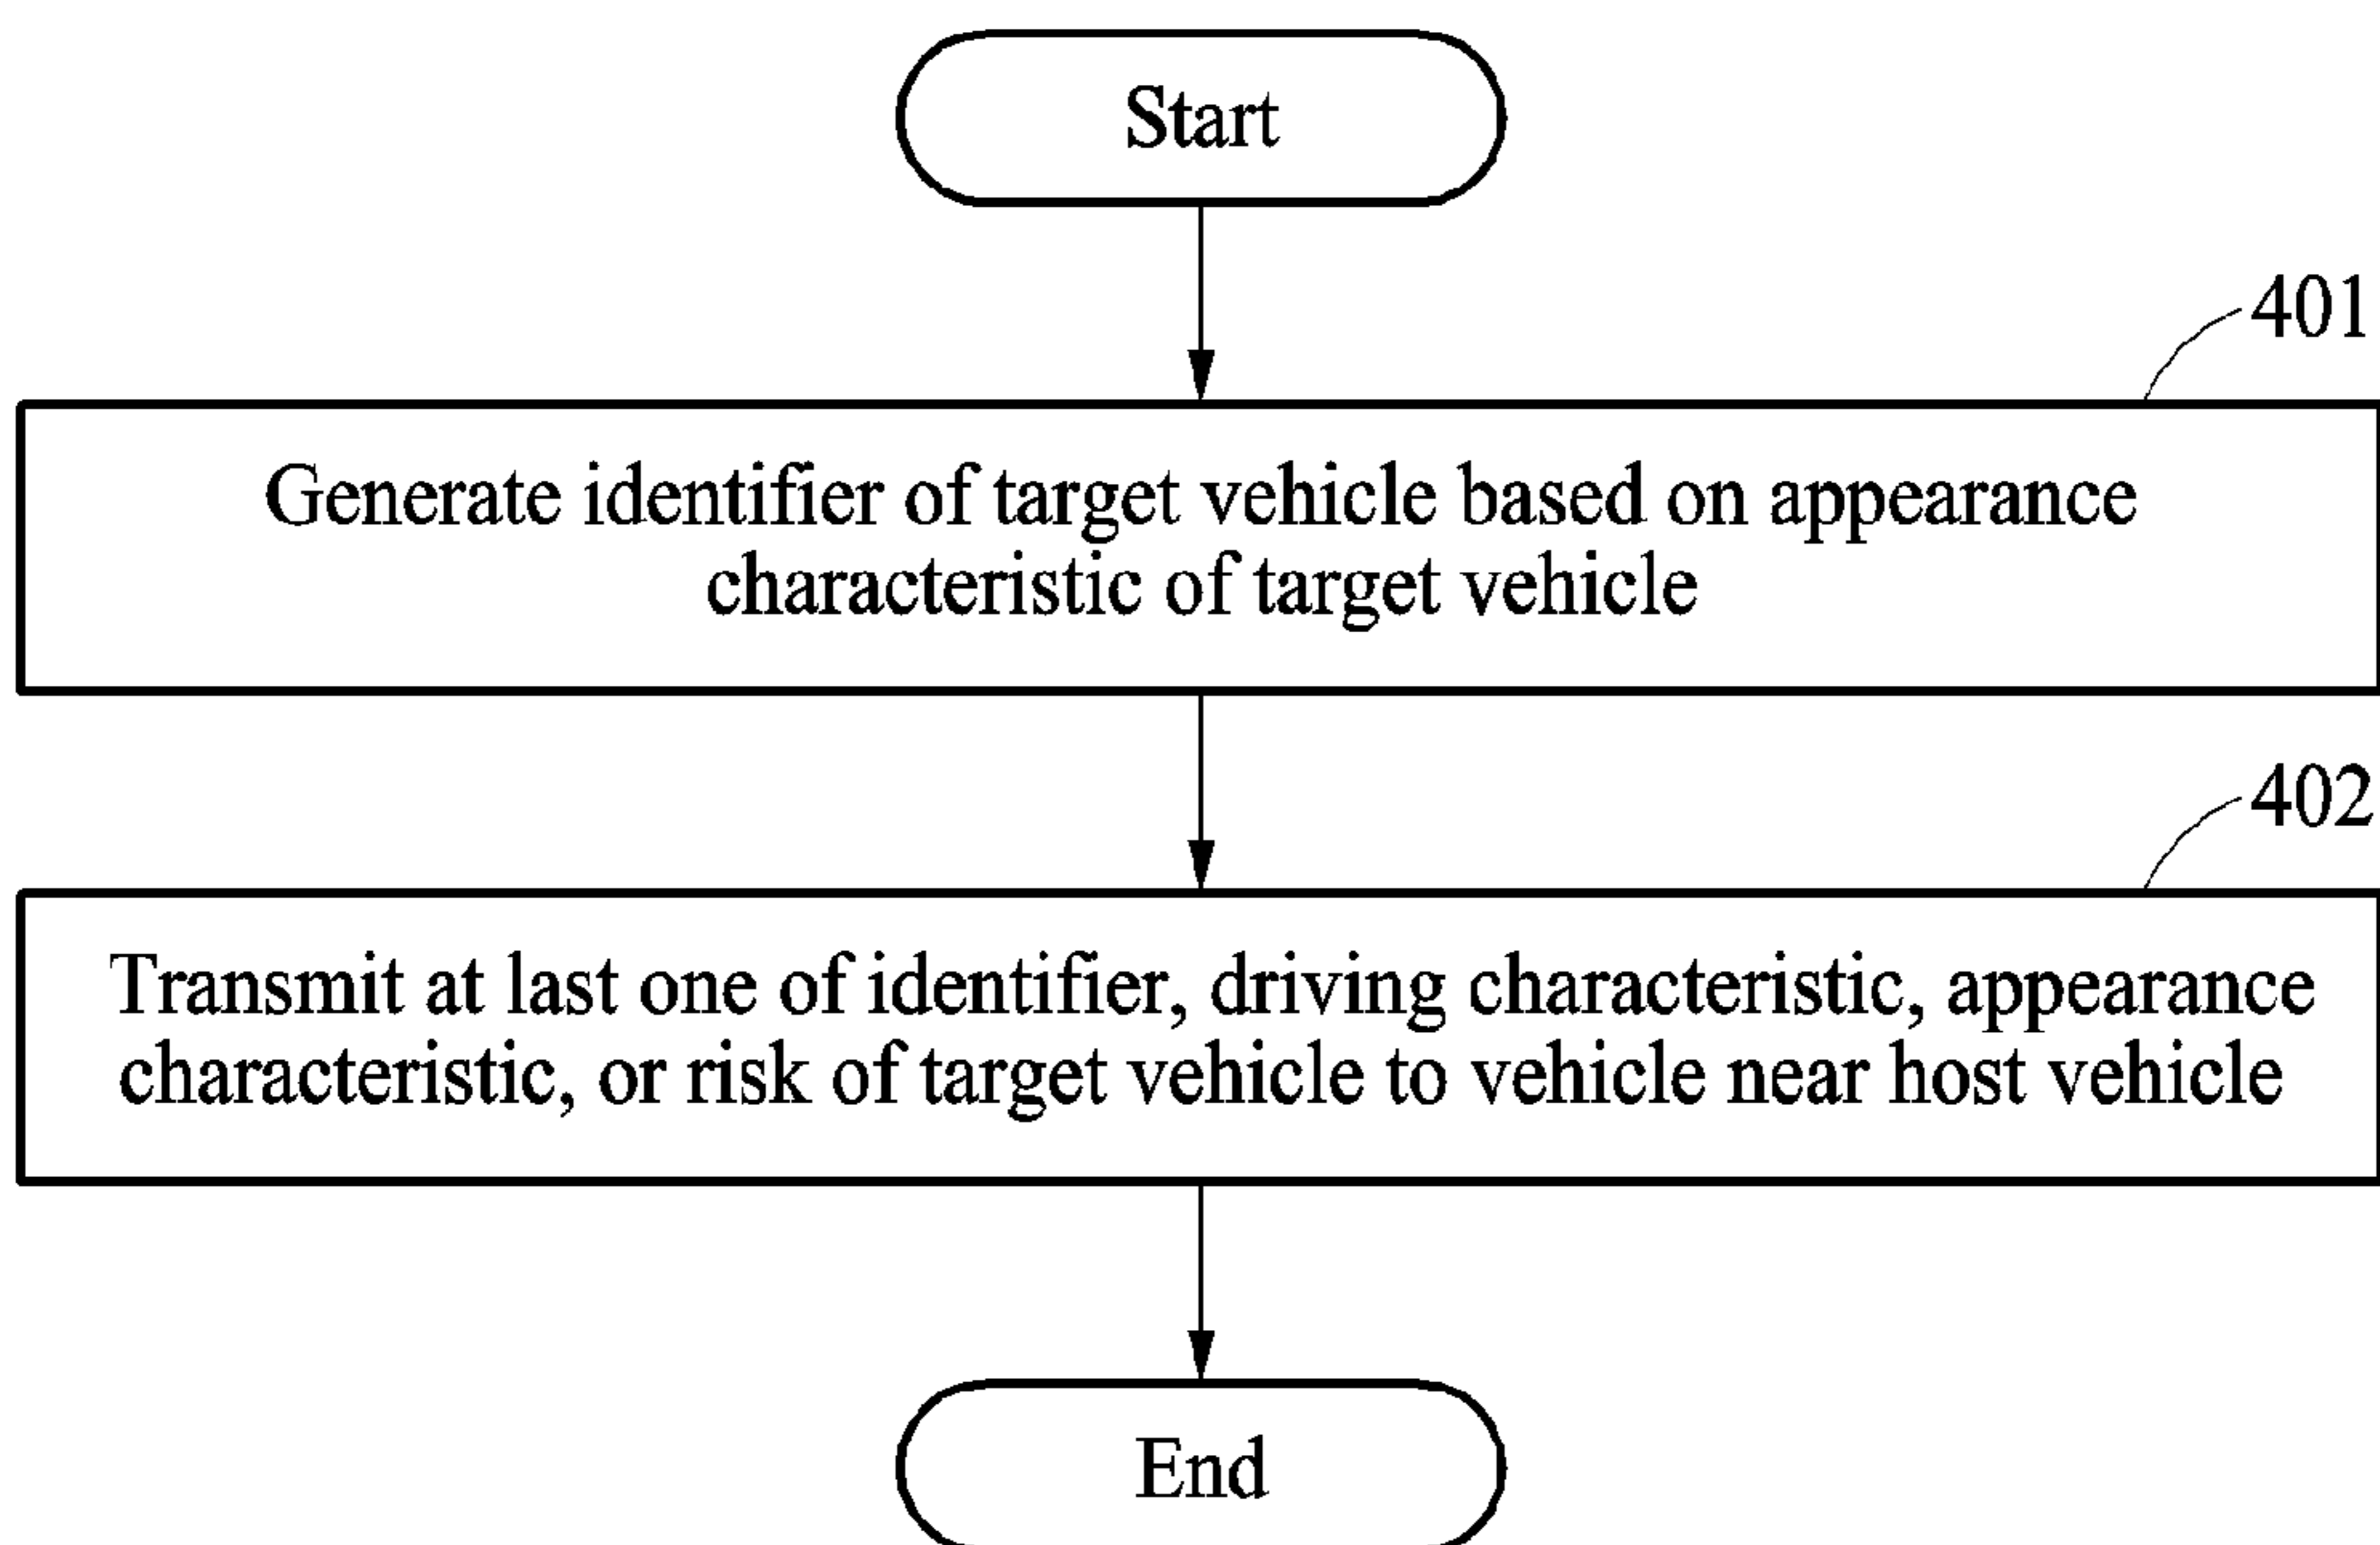 Start
401
Generate identifier of target vehicle based on appearance
characteristic of target vehicle
402
Transmit at last one of identifier, driving characteristic, appearance
characteristic, or risk of target vehicle to vehicle near host vehicle
End